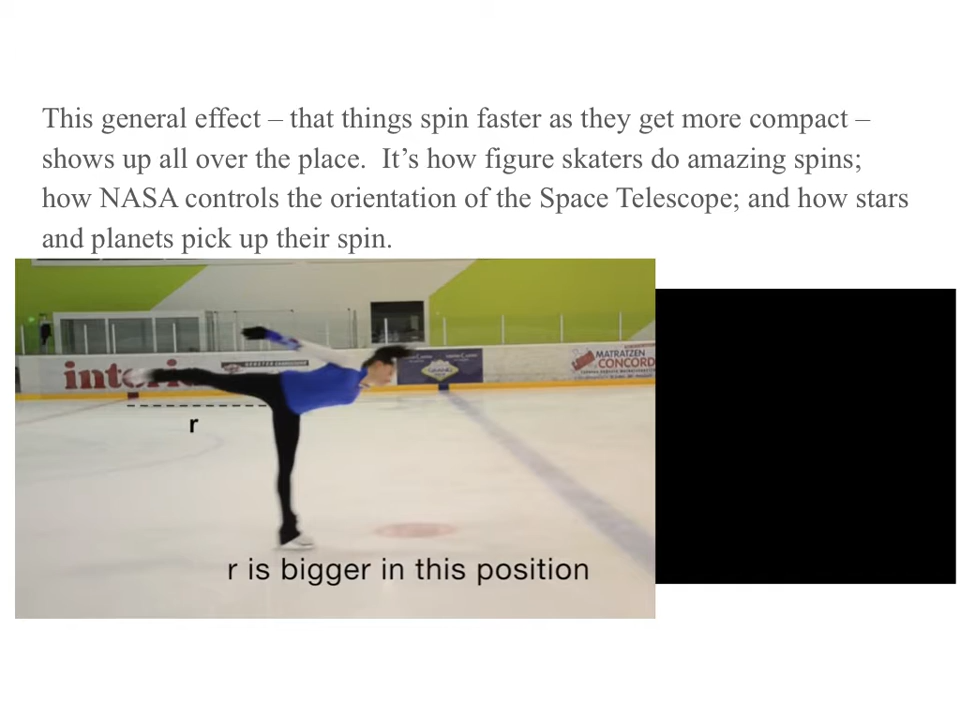 This general effect – that things spin faster as they get more compact –
shows up all over the place.  It’s how figure skaters do amazing spins;
how NASA controls the orientation of the Space Telescope; and how stars
and planets pick up their spin.
MATRATZEN
CONCORD
r
r is bigger in this position